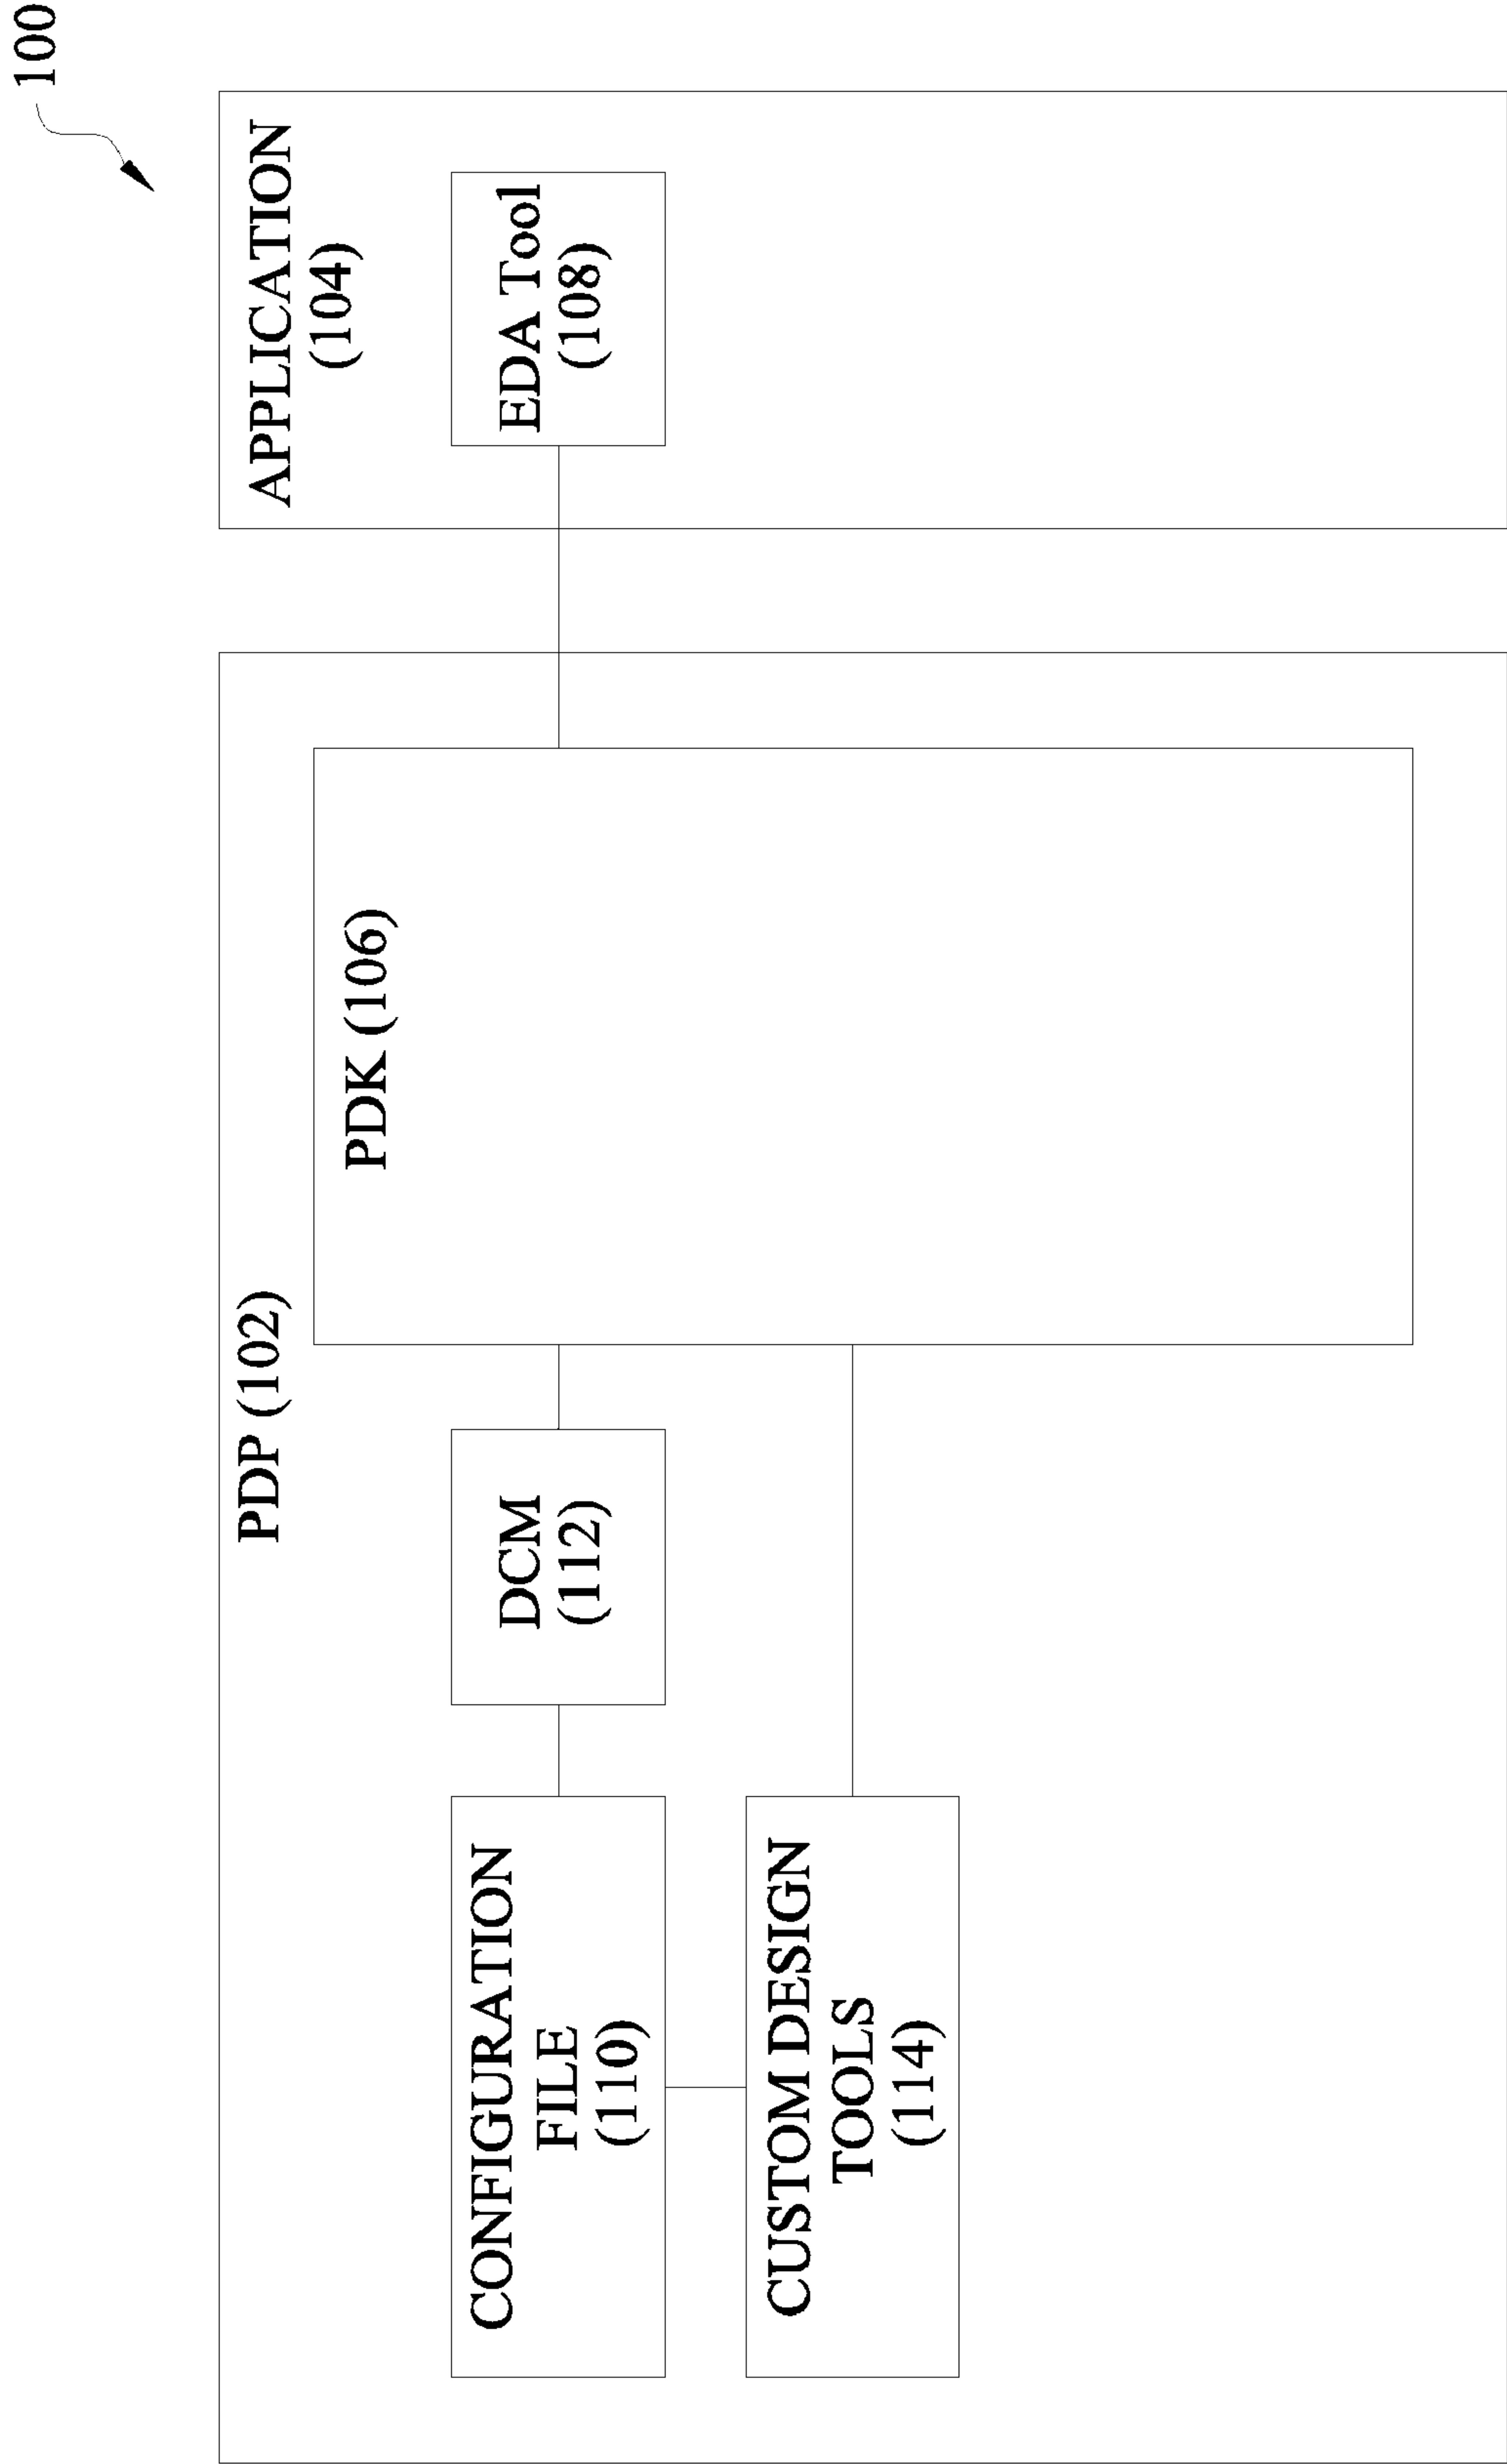 100
PDP (102)
APPLICATION
(104)
PDK (106)
CONFIGURATION
FILE
(110)
DCM
(112)
EDA Tool
(108)
CUSTOM DESIGN
TOOLS
(114)